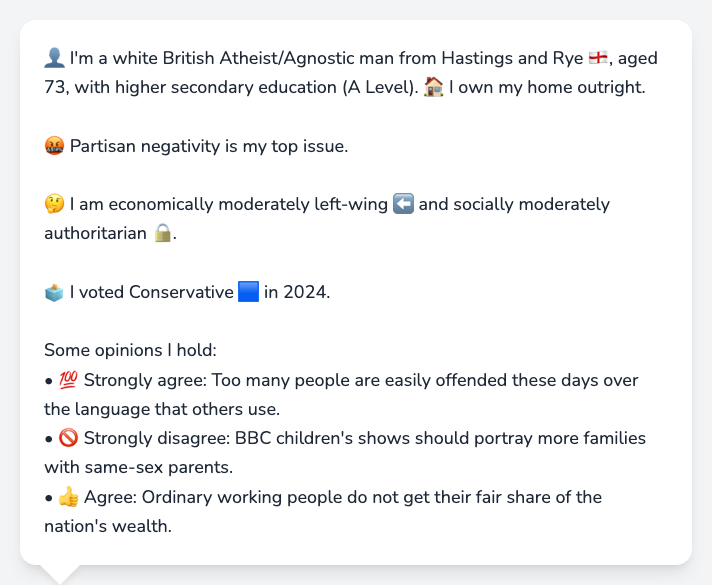 👤 I'm a white British Atheist/Agnostic man from Hastings and Rye 🏴󠁧󠁢󠁥󠁮󠁧󠁿, aged
73, with higher secondary education (A Level). 🏠 I own my home outright.
🤬 Partisan negativity is my top issue.
🤔 I am economically moderately left-wing ⬅️ and socially moderately
authoritarian 🔒.
🗳️ I voted Conservative 🟦 in 2024.
Some opinions I hold:
• 💯 Strongly agree: Too many people are easily offended these days over
the language that others use.
• 🚫 Strongly disagree: BBC children's shows should portray more families
with same-sex parents.
• 👍 Agree: Ordinary working people do not get their fair share of the
nation's wealth.